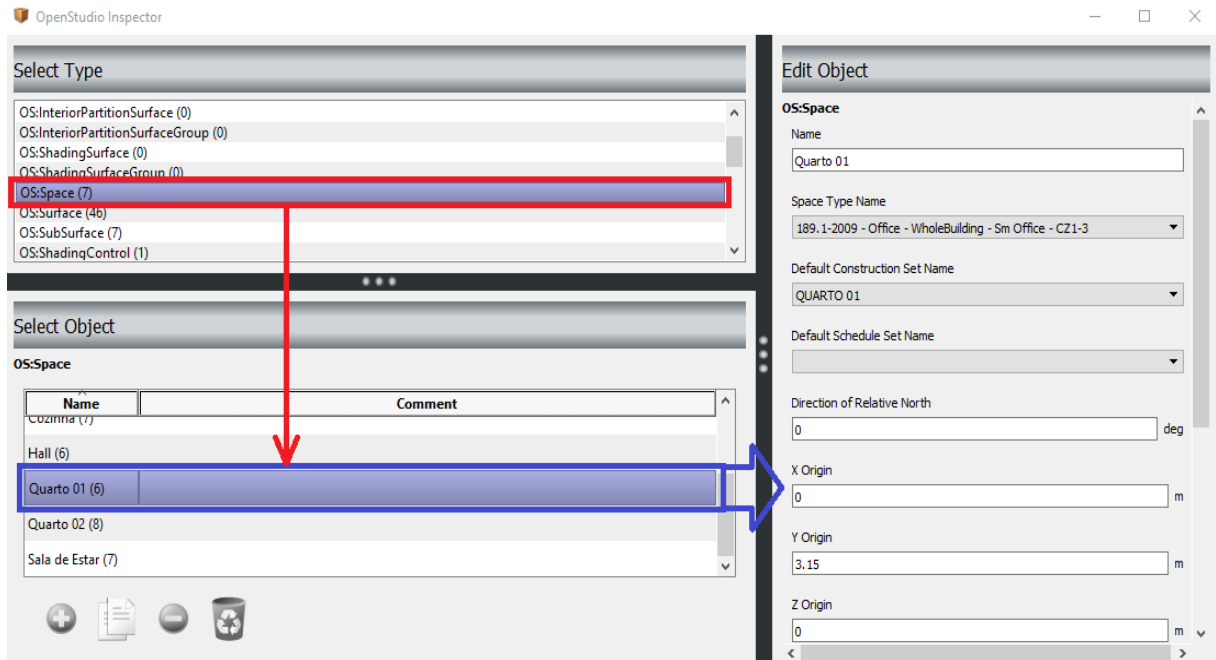 OpenStudio Inspector
Select Type
OS:InteriorPartitionSurface (0)
OS:InteriorPartitionSurfaceGroup (0)
OS:ShadingSurface (0)
OS:ShadingSurfaceGroup (0)
OS:Space (7)
OS:Surface (46)
OS:SubSurface (7)
OS:ShadingControl (1)
Select Object
OS:Space
Name Comment
Cozinha (7)
Hall (6)
Quarto 01 (6)
Quarto 02 (8)
Sala de Estar (7)
Edit Object
OS:Space
Name
Quarto 01
Space Type Name
189.1-2009 - Office - WholeBuilding - Sm Office - CZ1-3
Default Construction Set Name
QUARTO 01
Default Schedule Set Name
Direction of Relative North
0 deg
X Origin
0 m
Y Origin
3.15 m
Z Origin
0 m